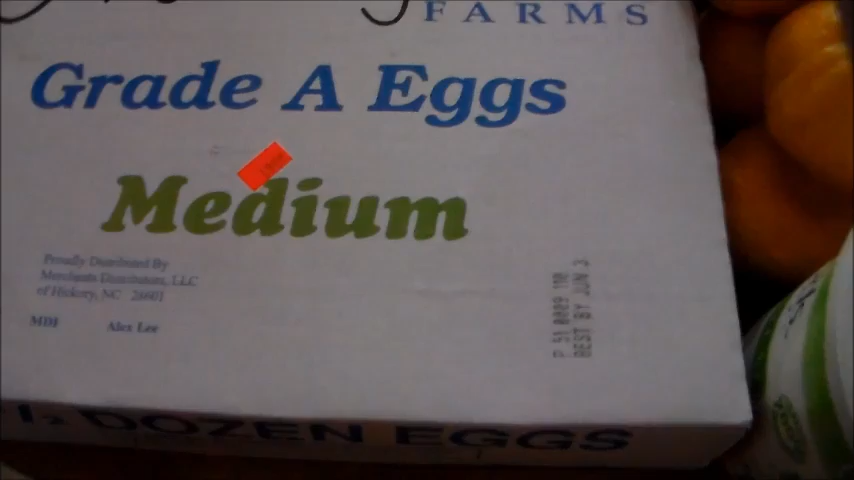 FARMS
Grade A Eggs
Medium
Proudly Distributed By
Merchants Distributors, LLC
of Hickory, NC 28601
MDI Alex Lee
BEST BY JUN 3
DOZEN EGGS